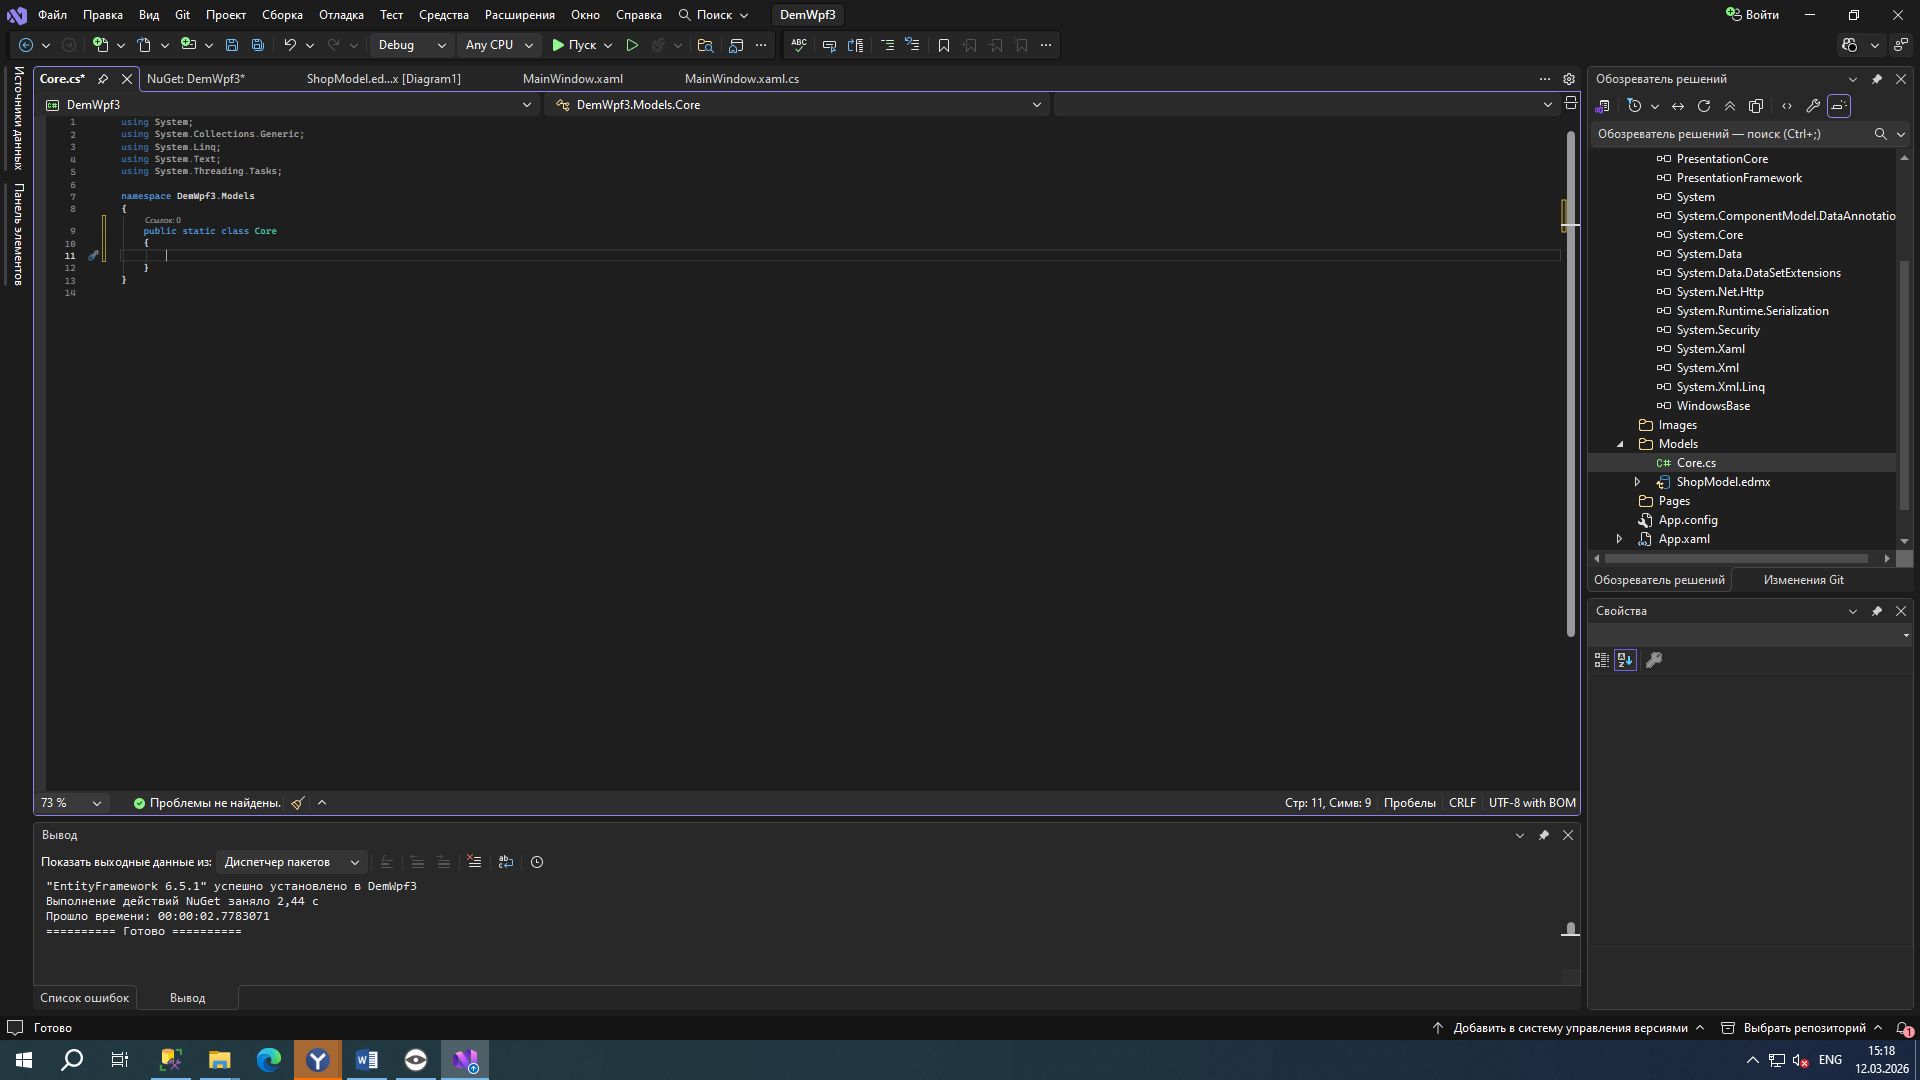 Файл Правка Вид Git Проект Сборка Отладка Тест Средства Расширения Окно Справка Поиск DemWpf3 Войти
Debug Any CPU Пуск
Источники данных
Панель элементов
Core.cs* NuGet: DemWpf3* ShopModel.ed...x [Diagram1] MainWindow.xaml MainWindow.xaml.cs
DemWpf3 DemWpf3.Models.Core
1 using System;
2 using System.Collections.Generic;
3 using System.Linq;
4 using System.Text;
5 using System.Threading.Tasks;
6
7 namespace DemWpf3.Models
8 {
Ссылок: 0
9 public static class Core
10 {
11
12 }
13 }
14
73 % Проблемы не найдены. Стр: 11, Симв: 9 Пробелы CRLF UTF-8 with BOM
Вывод
Показать выходные данные из: Диспетчер пакетов
"EntityFramework 6.5.1" успешно установлено в DemWpf3
Выполнение действий NuGet заняло 2,44 с
Прошло времени: 00:00:02.7783071
========== Готово ==========
Список ошибок Вывод
Обозреватель решений
Обозреватель решений — поиск (Ctrl+;)
PresentationCore
PresentationFramework
System
System.ComponentModel.DataAnnotatio
System.Core
System.Data
System.Data.DataSetExtensions
System.Net.Http
System.Runtime.Serialization
System.Security
System.Xaml
System.Xml
System.Xml.Linq
WindowsBase
Images
Models
C# Core.cs
ShopModel.edmx
Pages
App.config
App.xaml
Обозреватель решений Изменения Git
Свойства
Готово Добавить в систему управления версиями Выбрать репозиторий 1
ENG 15:18
12.03.2026